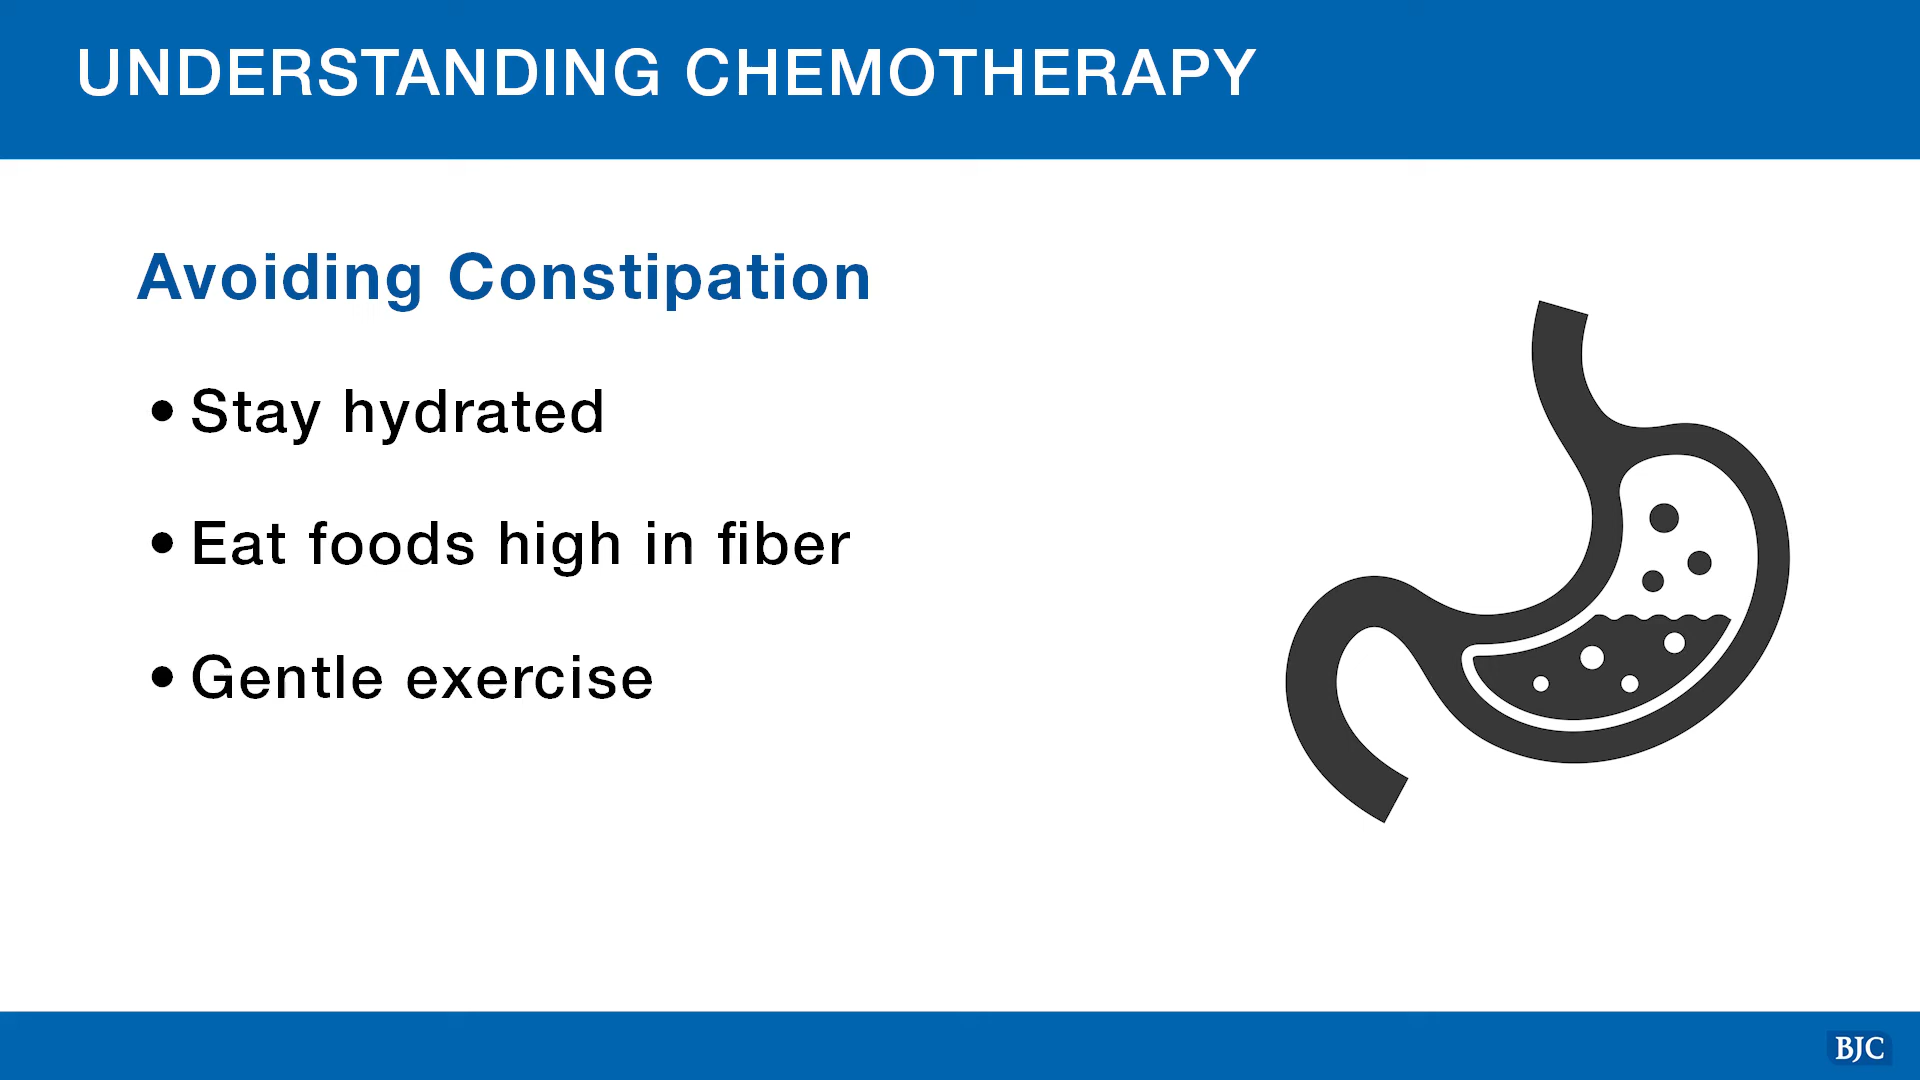 UNDERSTANDING CHEMOTHERAPY
Avoiding Constipation
• Stay hydrated
• Eat foods high in fiber
• Gentle exercise
BJC